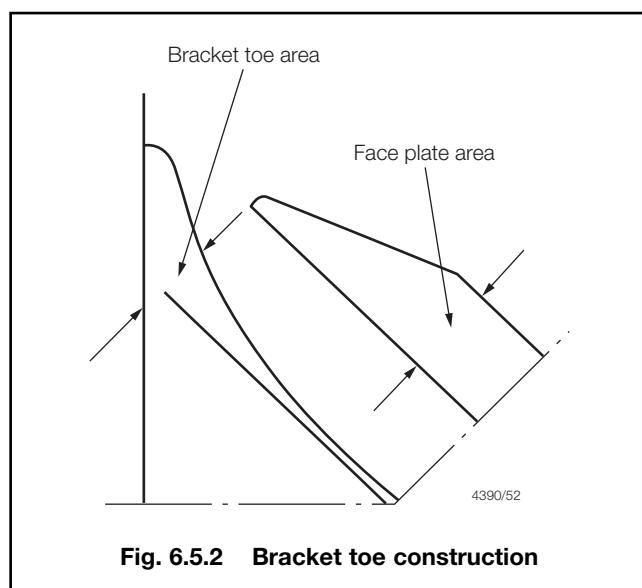 Bracket toe area
Face plate area
4390/52
Fig. 6.5.2 Bracket toe construction